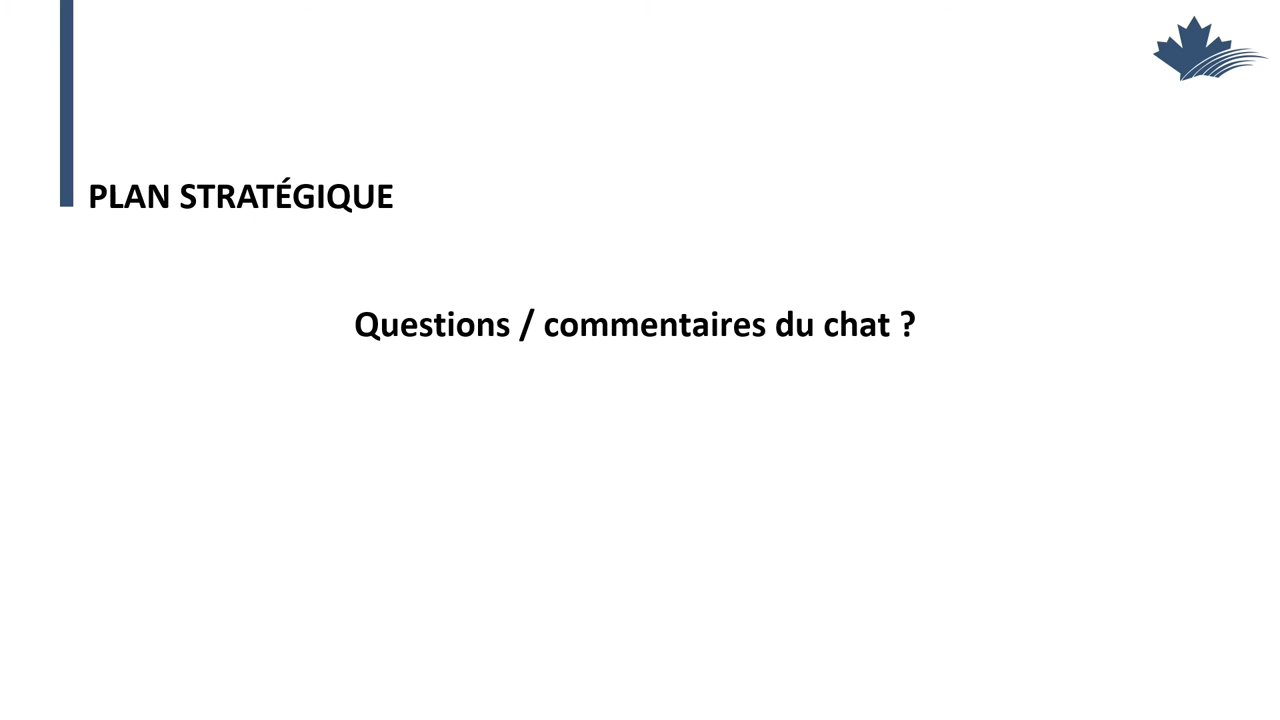 PLAN STRATÉGIQUE
Questions / commentaires du chat ?